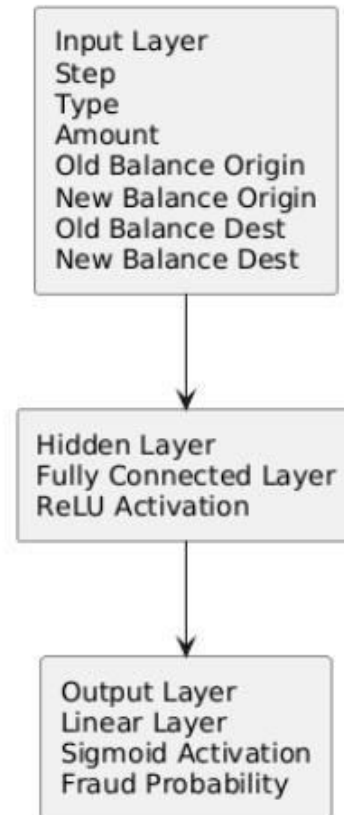 Input Layer
Step
Type
Amount
Old Balance Origin
New Balance Origin
Old Balance Dest
New Balance Dest
Hidden Layer
Fully Connected Layer
ReLU Activation
Output Layer
Linear Layer
Sigmoid Activation
Fraud Probability